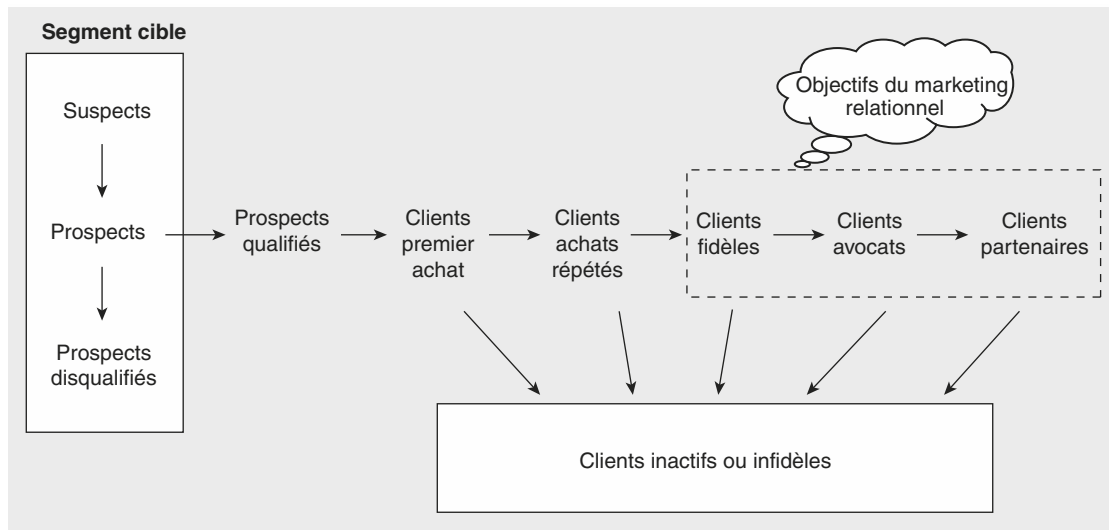 Segment cible
Objectifs du marketing
relationnel
Suspects
Prospects
Prospects
qualifiés
Clients
premier
achat
Clients
achats
répétés
Clients
fidèles
Clients
avocats
Clients
partenaires
Prospects
disqualifiés
Clients inactifs ou infidèles